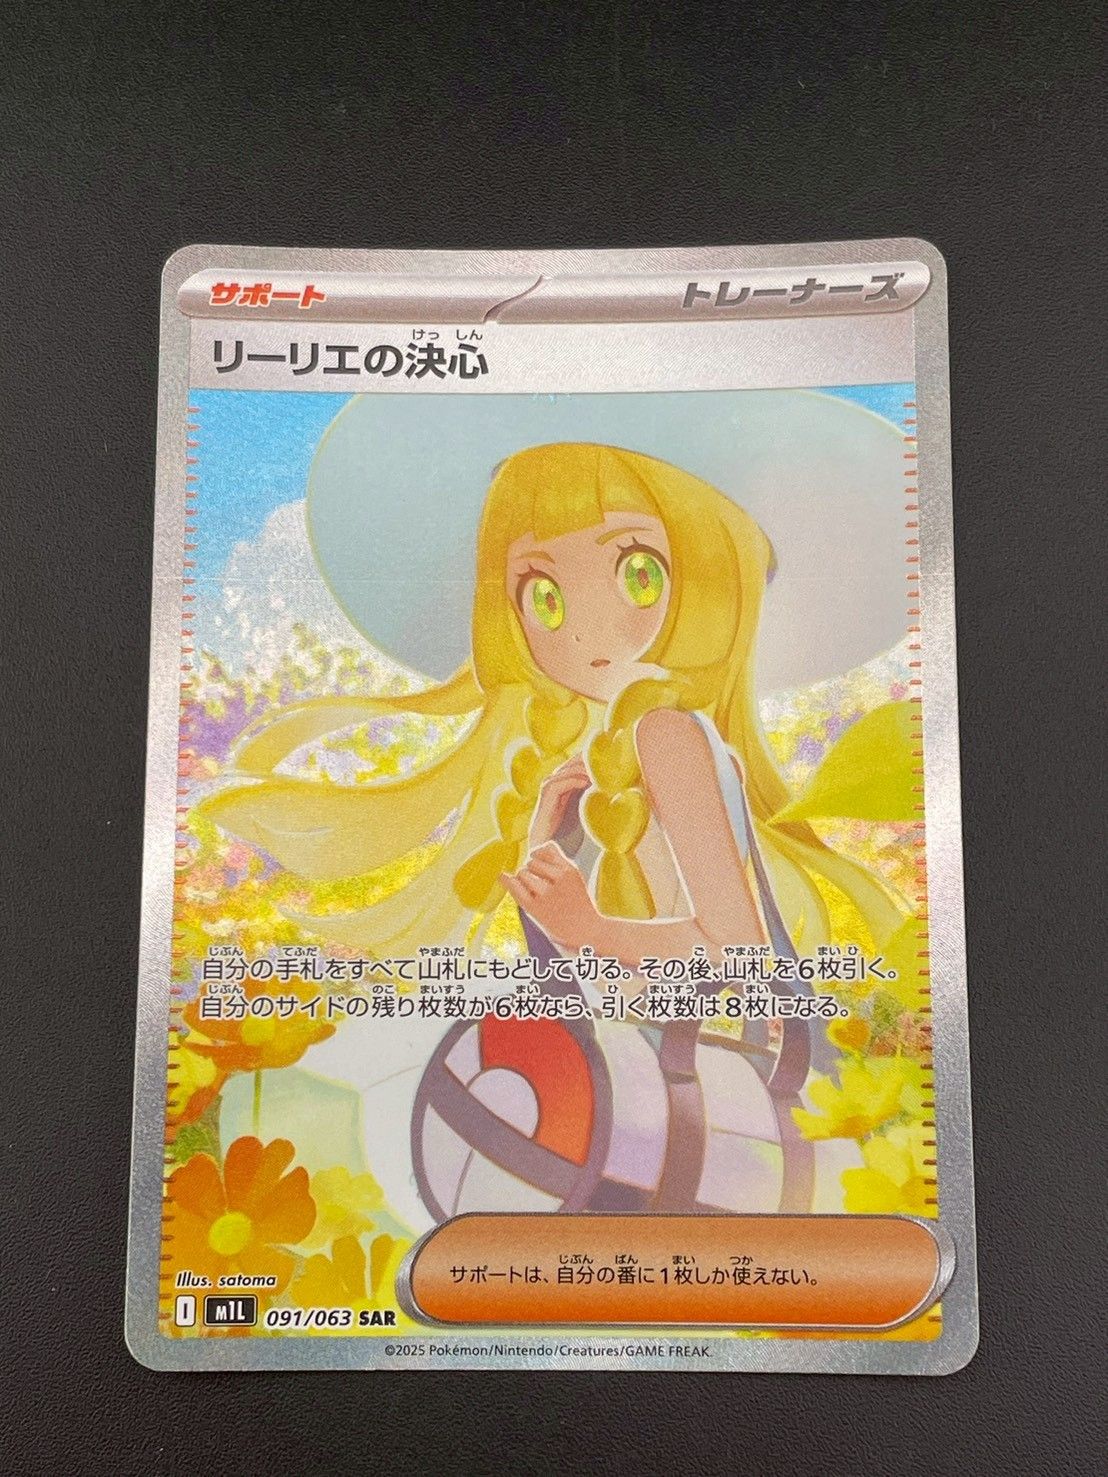 サポート
トレーナーズ
けっ しん
リーリエの決心
じぶん てふだ やまふだ き ご やまふだ まい ひ
自分の手札をすべて山札にもどして切る。その後、山札を6枚引く。
じぶん のこ まいすう まい ひ まいすう まい
自分のサイドの残り枚数が6枚なら、引く枚数は8枚になる。
じぶん ばん まい つか
サポートは、自分の番に1枚しか使えない。
Illus. satoma
I M1L 091/063 SAR
©2025 Pokémon/Nintendo/Creatures/GAME FREAK.